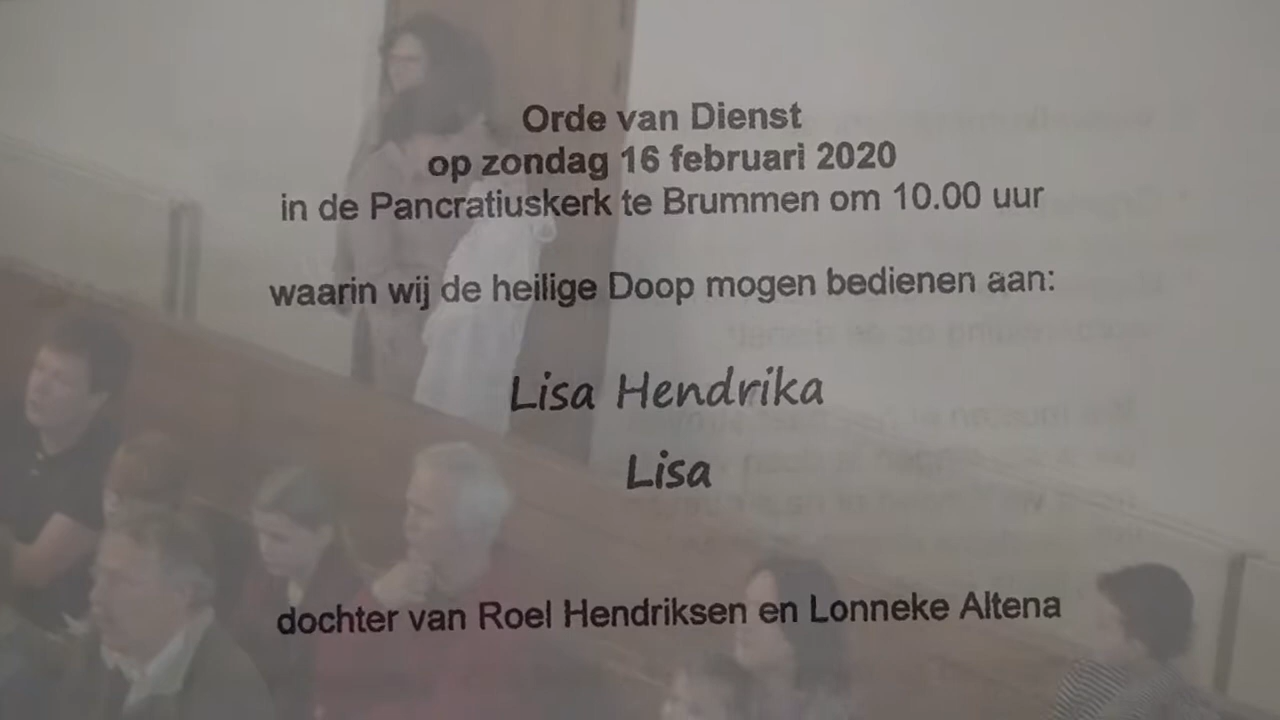 Orde van Dienst
op zondag 16 februari 2020
in de Pancratiuskerk te Brummen om 10.00 uur
waarin wij de heilige Doop mogen bedienen aan:
Lisa Hendrika
Lisa
dochter van Roel Hendriksen en Lonneke Altena